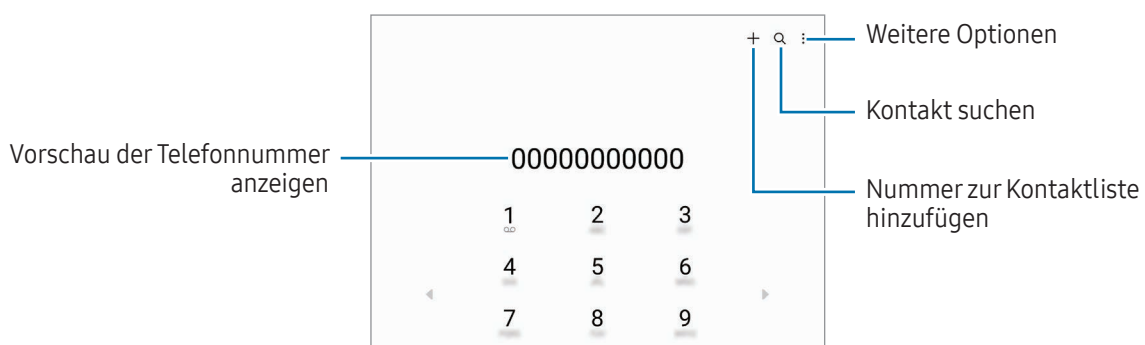 Weitere Optionen
Kontakt suchen
Vorschau der Telefonnummer
anzeigen
00000000000
Nummer zur Kontaktliste
hinzufügen
1 2 3
4 5 6
7 8 9